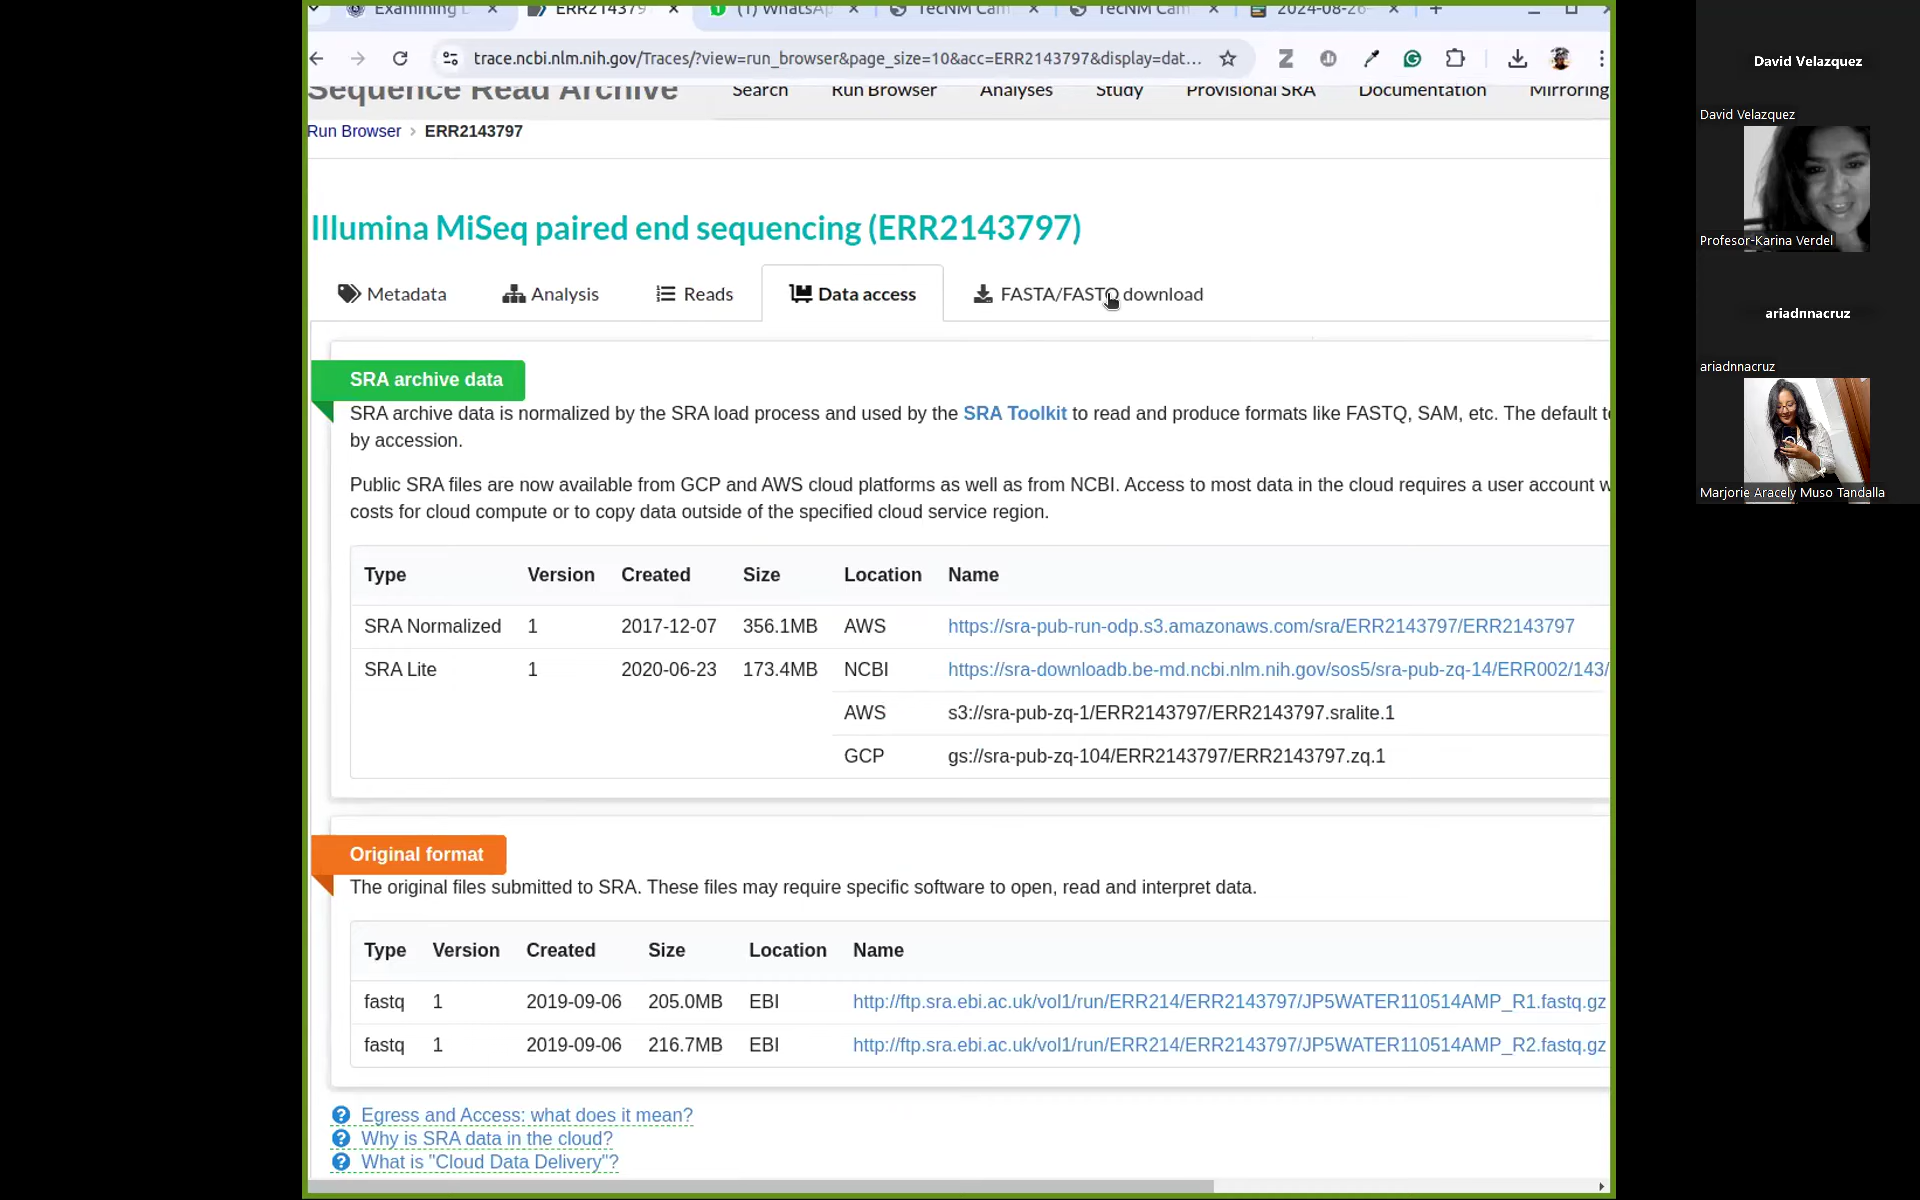 Examining
ERR214379
(1) WhatsAp
TecNM Cam
TecNM Cam
2024-08-26-
trace.ncbi.nlm.nih.gov/Traces/?view=run_browser&page_size=10&acc=ERR2143797&display=dat...
Sequence Read Archive
Search Run Browser Analyses Study Provisional SRA Documentation Mirroring
Run Browser › ERR2143797
Illumina MiSeq paired end sequencing (ERR2143797)
Metadata Analysis Reads Data access FASTA/FASTQ download
SRA archive data
SRA archive data is normalized by the SRA load process and used by the SRA Toolkit to read and produce formats like FASTQ, SAM, etc. The default
by accession.
Public SRA files are now available from GCP and AWS cloud platforms as well as from NCBI. Access to most data in the cloud requires a user account
costs for cloud compute or to copy data outside of the specified cloud service region.
Type Version Created Size Location Name
SRA Normalized 1 2017-12-07 356.1MB AWS https://sra-pub-run-odp.s3.amazonaws.com/sra/ERR2143797/ERR2143797
SRA Lite 1 2020-06-23 173.4MB NCBI https://sra-downloadb.be-md.ncbi.nlm.nih.gov/sos5/sra-pub-zq-14/ERR002/143/
AWS s3://sra-pub-zq-1/ERR2143797/ERR2143797.sralite.1
GCP gs://sra-pub-zq-104/ERR2143797/ERR2143797.zq.1
Original format
The original files submitted to SRA. These files may require specific software to open, read and interpret data.
Type Version Created Size Location Name
fastq 1 2019-09-06 205.0MB EBI http://ftp.sra.ebi.ac.uk/vol1/run/ERR214/ERR2143797/JP5WATER110514AMP_R1.fastq.gz
fastq 1 2019-09-06 216.7MB EBI http://ftp.sra.ebi.ac.uk/vol1/run/ERR214/ERR2143797/JP5WATER110514AMP_R2.fastq.gz
Egress and Access: what does it mean?
Why is SRA data in the cloud?
What is "Cloud Data Delivery"?
David Velazquez
David Velazquez
Profesor-Karina Verdel
ariadnnacruz
ariadnnacruz
Marjorie Aracely Muso Tandalla